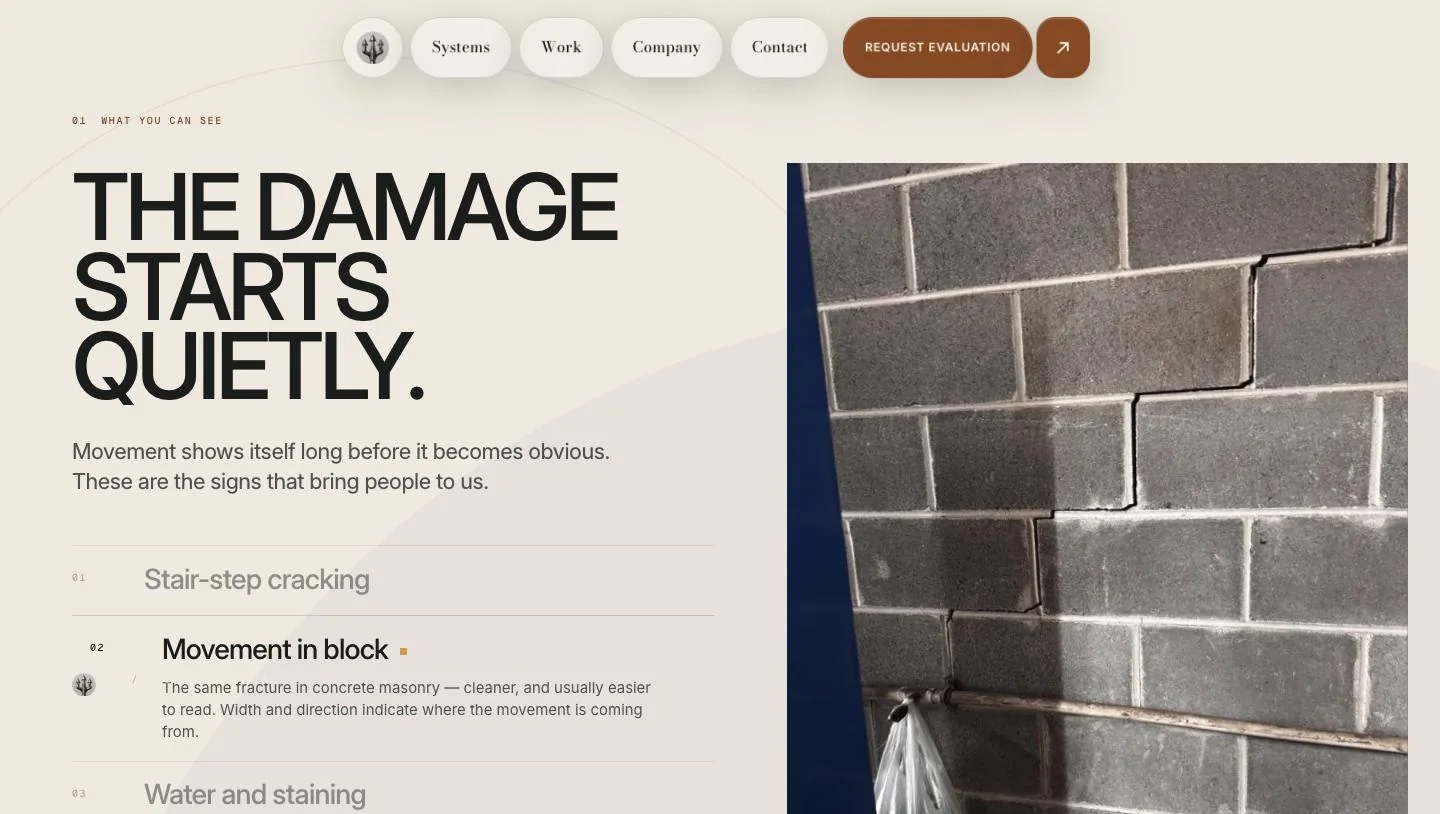 Systems
Work
Company
Contact
REQUEST EVALUATION
01 WHAT YOU CAN SEE
THE DAMAGE
STARTS
QUIETLY.
Movement shows itself long before it becomes obvious.
These are the signs that bring people to us.
01 Stair-step cracking
02 Movement in block
/
The same fracture in concrete masonry — cleaner, and usually easier
to read. Width and direction indicate where the movement is coming
from.
03 Water and staining